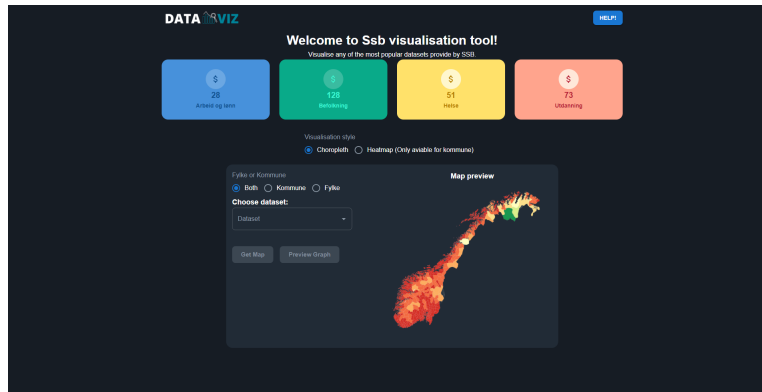 DATA VIZ
HELP!
Welcome to Ssb visualisation tool!
Visualise any of the most popular datasets provide by SSB.
$ $ $ $
28 128 51 73
Arbeid og lønn Befolkning Helse Utdanning
Visualisation style
Choropleth Heatmap (Only aviable for kommune)
Fylke or Kommune
Map preview
Both Kommune Fylke
Choose dataset:
Dataset
Get Map Preview Graph